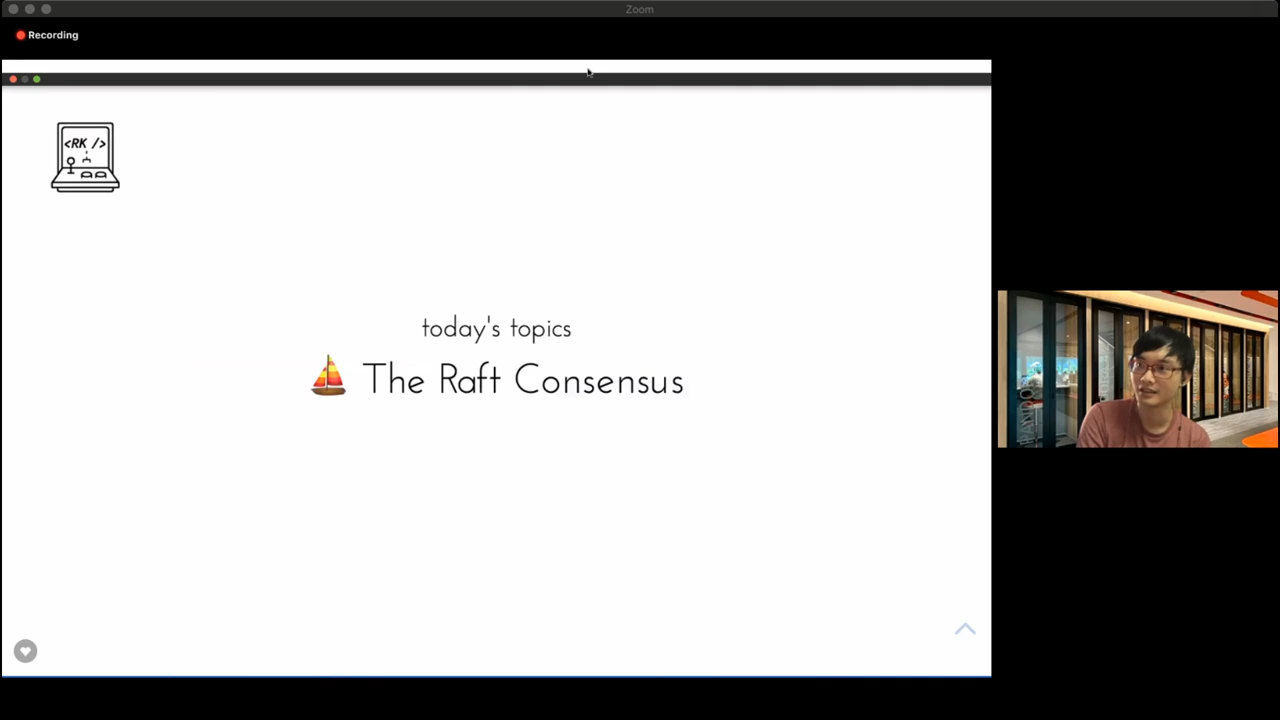 Zoom
Recording
<RK />
today's topics
The Raft Consensus